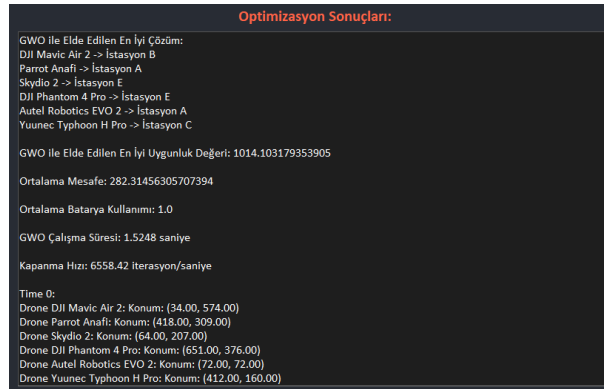 Optimizasyon Sonuçları:
GWO ile Elde Edilen En İyi Çözüm:
DJI Mavic Air 2 -> İstasyon B
Parrot Anafi -> İstasyon A
Skydio 2 -> İstasyon E
DJI Phantom 4 Pro -> İstasyon E
Autel Robotics EVO 2 -> İstasyon A
Yuunec Typhoon H Pro -> İstasyon C
GWO ile Elde Edilen En İyi Uygunluk Değeri: 1014.103179353905
Ortalama Mesafe: 282.31456305707394
Ortalama Batarya Kullanımı: 1.0
GWO Çalışma Süresi: 1.5248 saniye
Kapanma Hızı: 6558.42 iterasyon/saniye
Time 0:
Drone DJI Mavic Air 2: Konum: (34.00, 574.00)
Drone Parrot Anafi: Konum: (418.00, 309.00)
Drone Skydio 2: Konum: (64.00, 207.00)
Drone DJI Phantom 4 Pro: Konum: (651.00, 376.00)
Drone Autel Robotics EVO 2: Konum: (72.00, 72.00)
Drone Yuunec Typhoon H Pro: Konum: (412.00, 160.00)